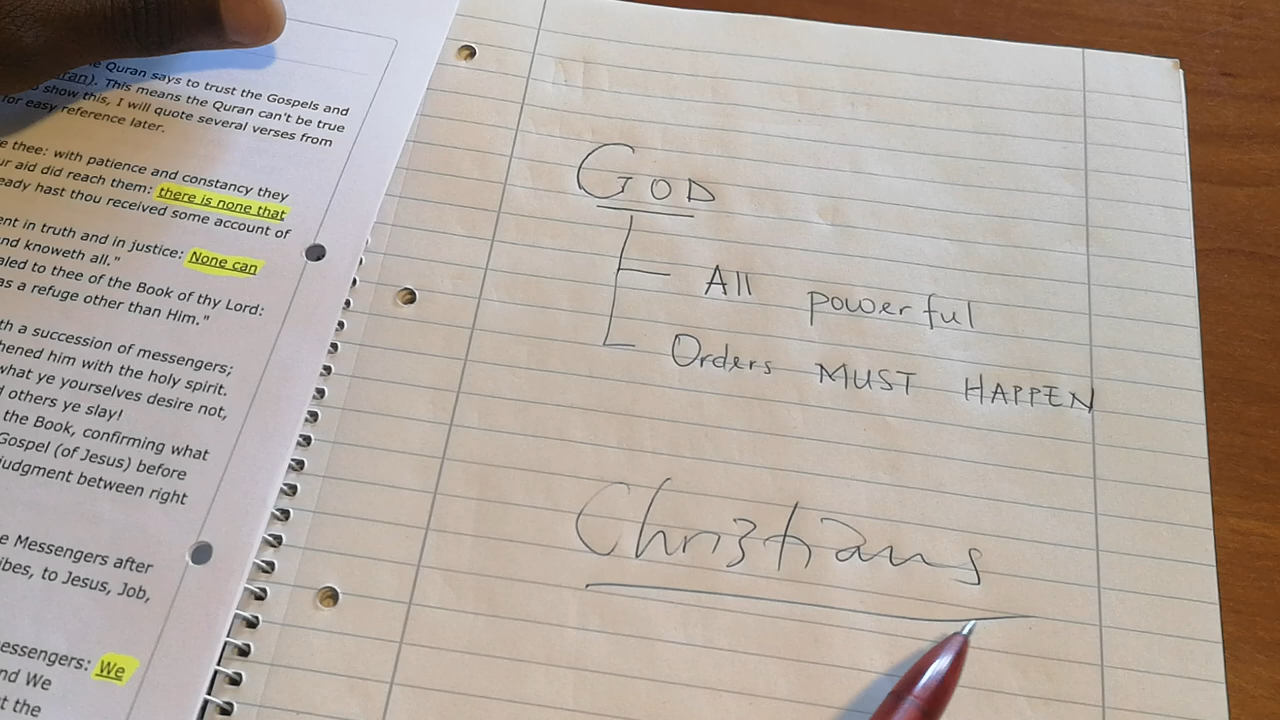 Quran says to trust the Gospels and
ran). This means the Quran can't be true
show this, I will quote several verses from
for easy reference later.
thee: with patience and constancy they
ur aid did reach them: there is none that
eady hast thou received some account of
ent in truth and in justice: None can
nd knoweth all."
aled to thee of the Book of thy Lord:
as a refuge other than Him."
th a succession of messengers;
hened him with the holy spirit.
what ye yourselves desire not,
others ye slay!
the Book, confirming what
Gospel (of Jesus) before
judgment between right
e Messengers after
ibes, to Jesus, Job,
essengers: We
nd We
t the
GOD
All powerful
Orders MUST HAPPEN
Christians